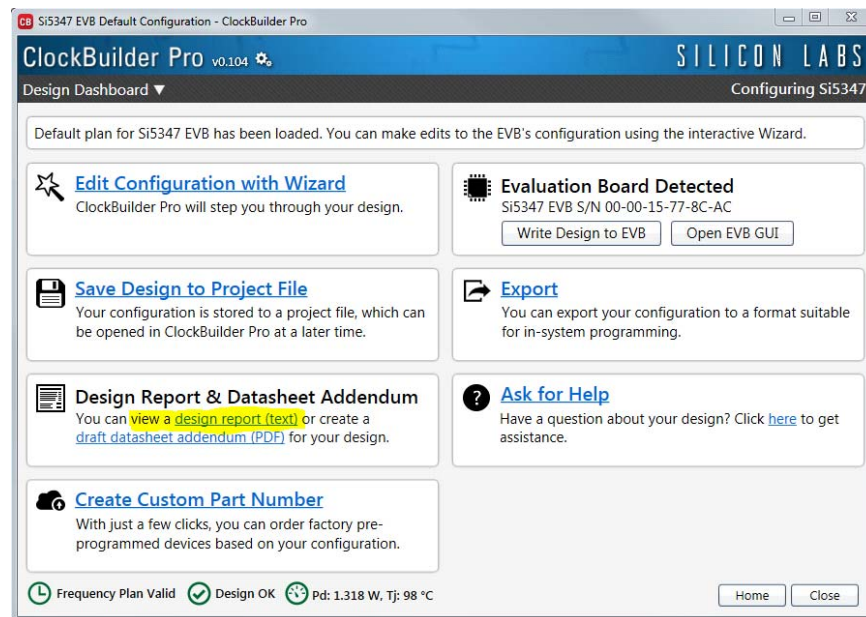 CB Si5347 EVB Default Configuration - ClockBuilder Pro
ClockBuilder Pro v0.104
SILICON LABS
Design Dashboard ▼
Configuring Si5347
Default plan for Si5347 EVB has been loaded. You can make edits to the EVB's configuration using the interactive Wizard.
Edit Configuration with Wizard
ClockBuilder Pro will step you through your design.
Evaluation Board Detected
Si5347 EVB S/N 00-00-15-77-8C-AC
Write Design to EVB
Open EVB GUI
Save Design to Project File
Your configuration is stored to a project file, which can
be opened in ClockBuilder Pro at a later time.
Export
You can export your configuration to a format suitable
for in-system programming.
Design Report & Datasheet Addendum
You can view a design report (text) or create a
draft datasheet addendum (PDF) for your design.
?
Ask for Help
Have a question about your design? Click here to get
assistance.
Create Custom Part Number
With just a few clicks, you can order factory pre-
programmed devices based on your configuration.
Frequency Plan Valid
Design OK
Pd: 1.318 W, Tj: 98 °C
Home
Close